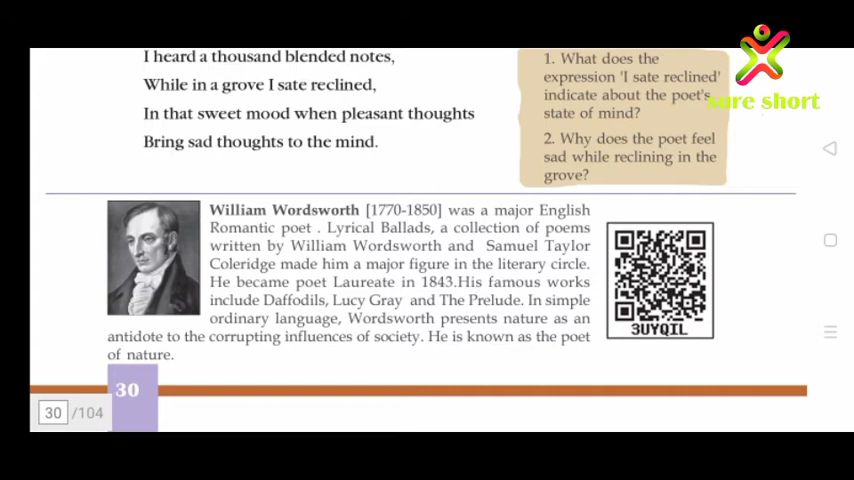 I heard a thousand blended notes,
While in a grove I sate reclined,
In that sweet mood when pleasant thoughts
Bring sad thoughts to the mind.
1. What does the
expression 'I sate reclined'
indicate about the poet's
state of mind?
2. Why does the poet feel
sad while reclining in the
grove?
sure short
William Wordsworth [1770-1850] was a major English
Romantic poet . Lyrical Ballads, a collection of poems
written by William Wordsworth and Samuel Taylor
Coleridge made him a major figure in the literary circle.
He became poet Laureate in 1843.His famous works
include Daffodils, Lucy Gray and The Prelude. In simple
ordinary language, Wordsworth presents nature as an
antidote to the corrupting influences of society. He is known as the poet
of nature.
3UYQIL
30
30 /104